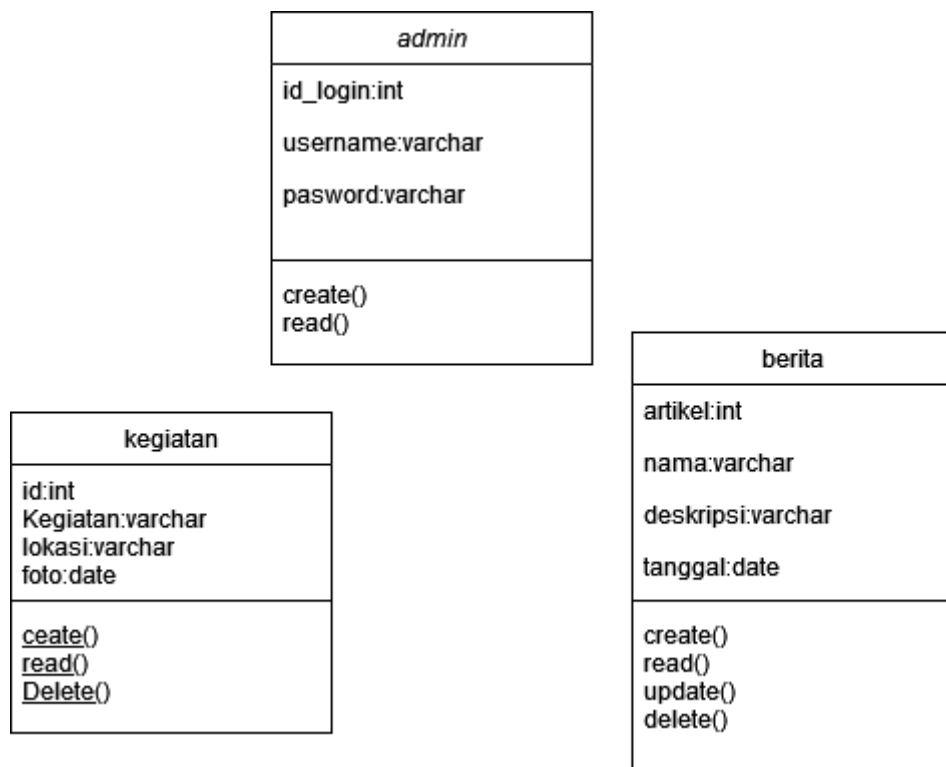 admin
id_login:int
username:varchar
pasword:varchar
create()
read()
kegiatan
id:int
Kegiatan:varchar
lokasi:varchar
foto:date
ceate()
read()
Delete()
berita
artikel:int
nama:varchar
deskripsi:varchar
tanggal:date
create()
read()
update()
delete()